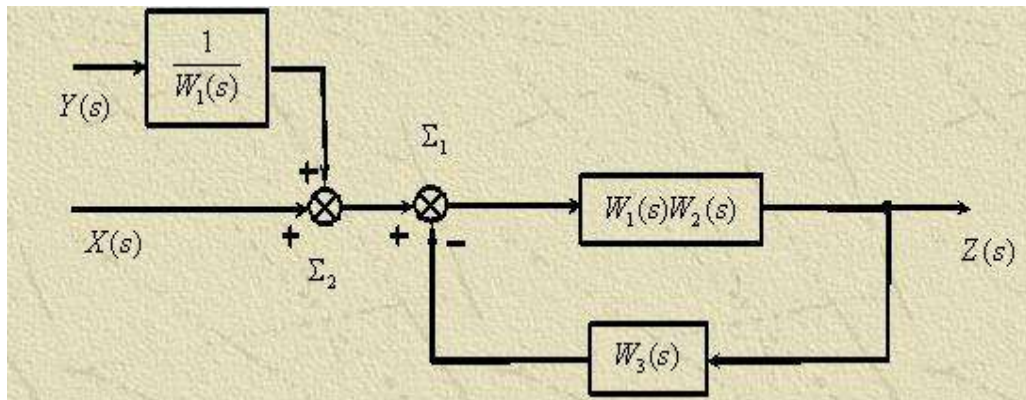 1
W₁(s)
Y(s)
Σ₁
+
X(s)
+
Σ₂
+
-
W₁(s)W₂(s)
Z(s)
W₃(s)